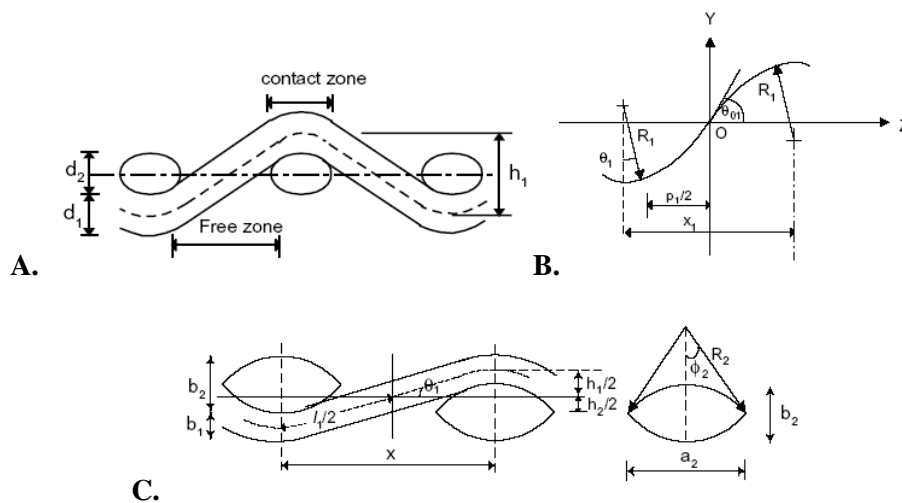 contact zone
d₂
d₁
h₁
Free zone
A.
Y
Z
R₁
R₁
θ₀₁
O
θ₁
p₁/2
x₁
B.
b₂
b₁
l₁/2
θ₁
h₁/2
h₂/2
x
R₂
ϕ₂
b₂
a₂
C.